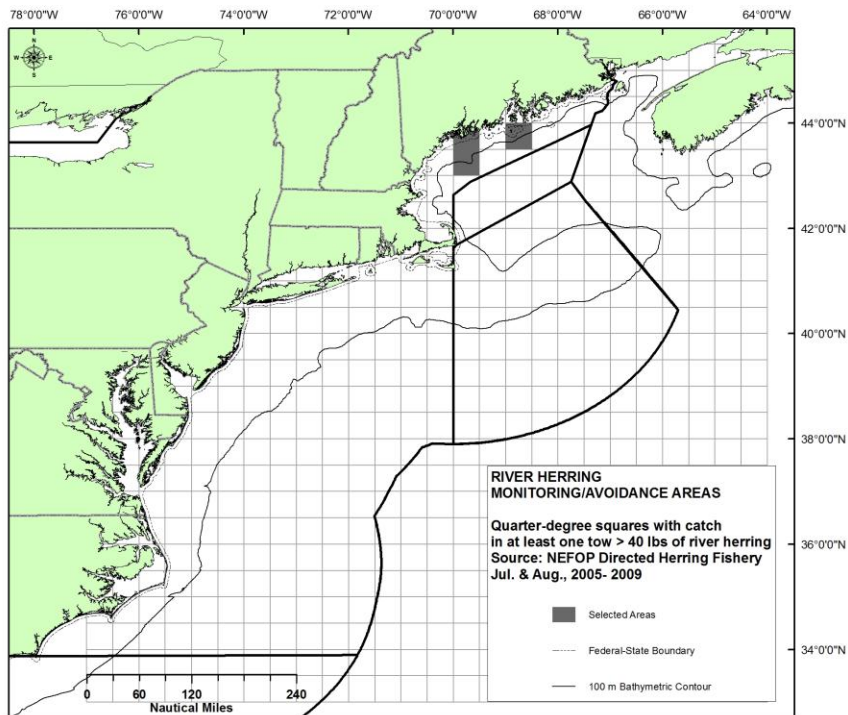 78°0'0"W 76°0'0"W 74°0'0"W 72°0'0"W 70°0'0"W 68°0'0"W 66°0'0"W 64°0'0"W
N
W E
S
44°0'0"N
42°0'0"N
40°0'0"N
38°0'0"N
36°0'0"N
34°0'0"N
RIVER HERRING
MONITORING/AVOIDANCE AREAS
Quarter-degree squares with catch
in at least one tow > 40 lbs of river herring
Source: NEFOP Directed Herring Fishery
Jul. & Aug., 2005- 2009
Selected Areas
Federal-State Boundary
100 m Bathymetric Contour
0 60 120 240
Nautical Miles